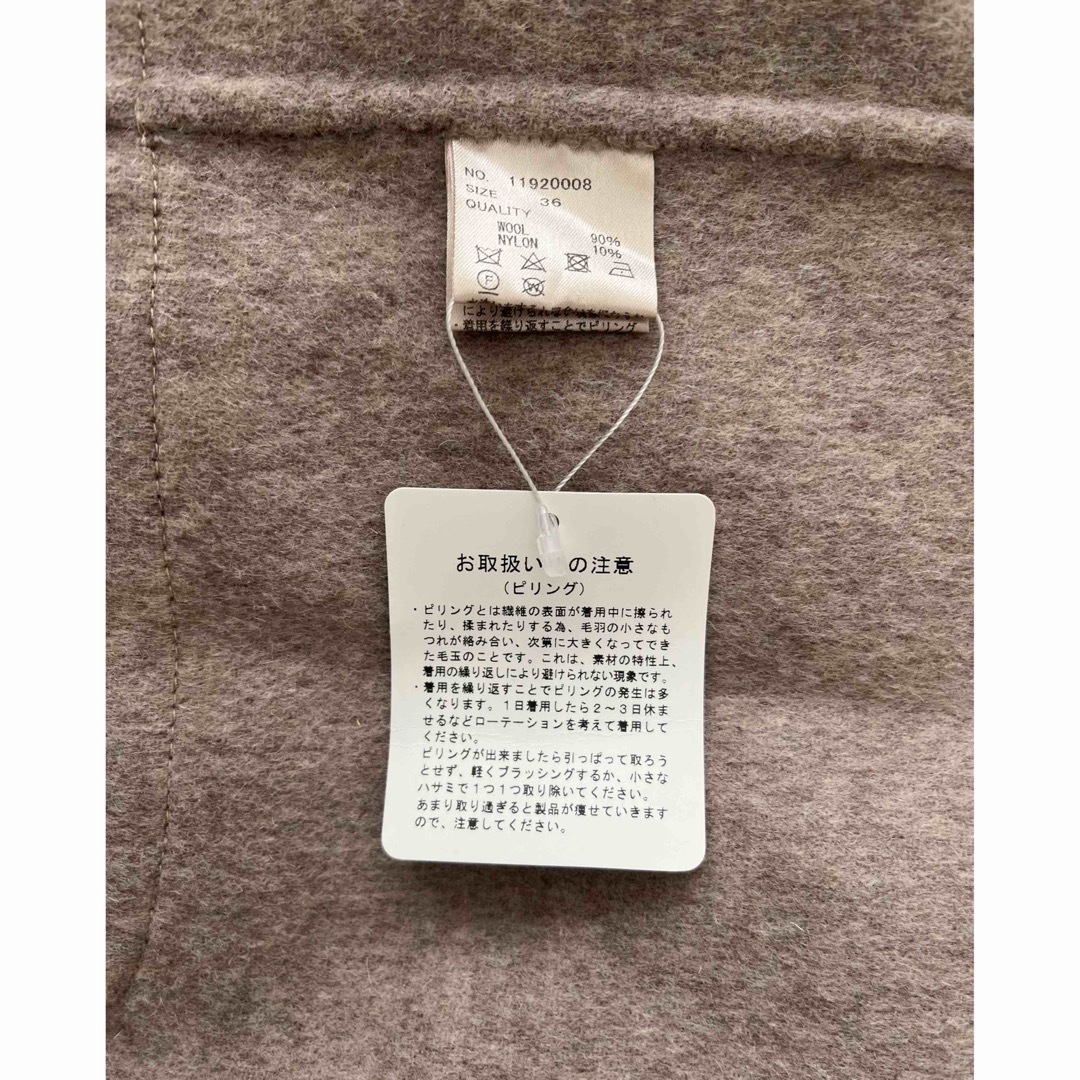 NO. 11920008
SIZE 36
QUALITY
WOOL 90%
NYLON 10%
P
W
により避けられ
・着用を繰り返すことでピリング
お取扱い の注意
(ピリング)
・ピリングとは繊維の表面が着用中に擦られ
たり、揉まれたりする為、毛羽の小さなも
つれが絡み合い、次第に大きくなってでき
た毛玉のことです。これは、素材の特性上、
着用の繰り返しにより避けられない現象です。
・着用を繰り返すことでピリングの発生は多
くなります。1日着用したら2～3日休ま
せるなどローテーションを考えて着用して
ください。
ピリングが出来ましたら引っぱって取ろう
とせず、軽くブラッシングするか、小さな
ハサミで1つ1つ取り除いてください。
あまり取り過ぎると製品が痩せていきます
ので、注意してください。